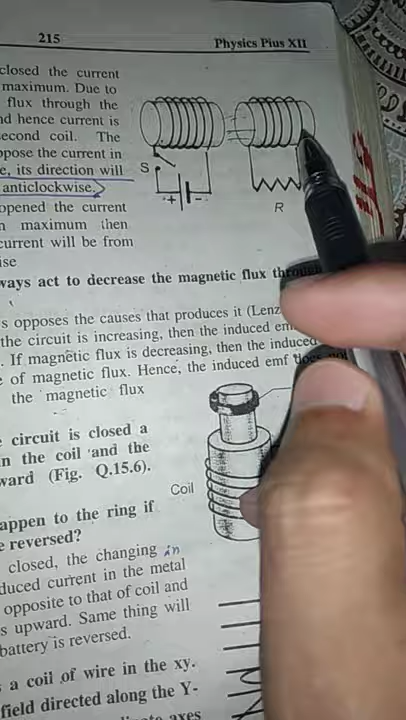 215
Physics Pius XII
closed the current
maximum. Due to
flux through the
nd hence current is
econd coil. The
pose the current in
e, its direction will
anticlockwise.
opened the current
n maximum then
current will be from
ise
S
+
-
R
ways act to decrease the magnetic flux through
s opposes the causes that produces it (Lenz
the circuit is increasing, then the induced em
. If magnetic flux is decreasing, then the induced
e of magnetic flux. Hence, the induced emf does not
the magnetic flux
e circuit is closed a
n the coil and the
ward (Fig. Q.15.6).
Coil
appen to the ring if
e reversed?
closed, the changing in
duced current in the metal
opposite to that of coil and
s upward. Same thing will
battery is reversed.
a coil of wire in the xy.
field directed along the Y-
axes